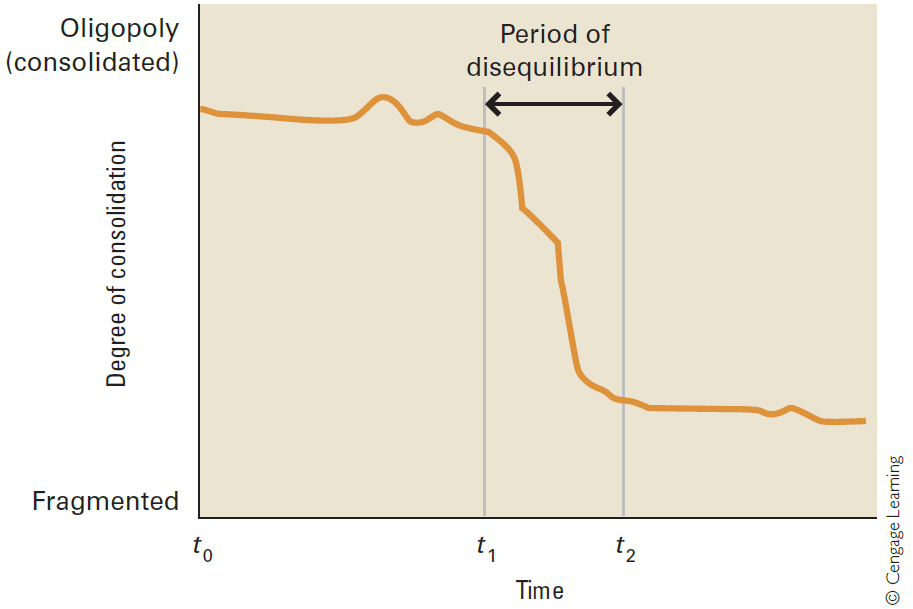 Oligopoly
(consolidated)
Period of
disequilibrium
Degree of consolidation
Fragmented
t0
t1
t2
Time
© Cengage Learning